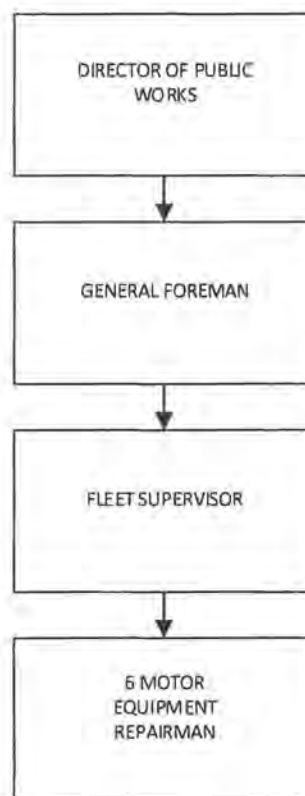 DIRECTOR OF PUBLIC
WORKS
GENERAL FOREMAN
FLEET SUPERVISOR
6 MOTOR
EQUIPMENT
REPAIRMAN